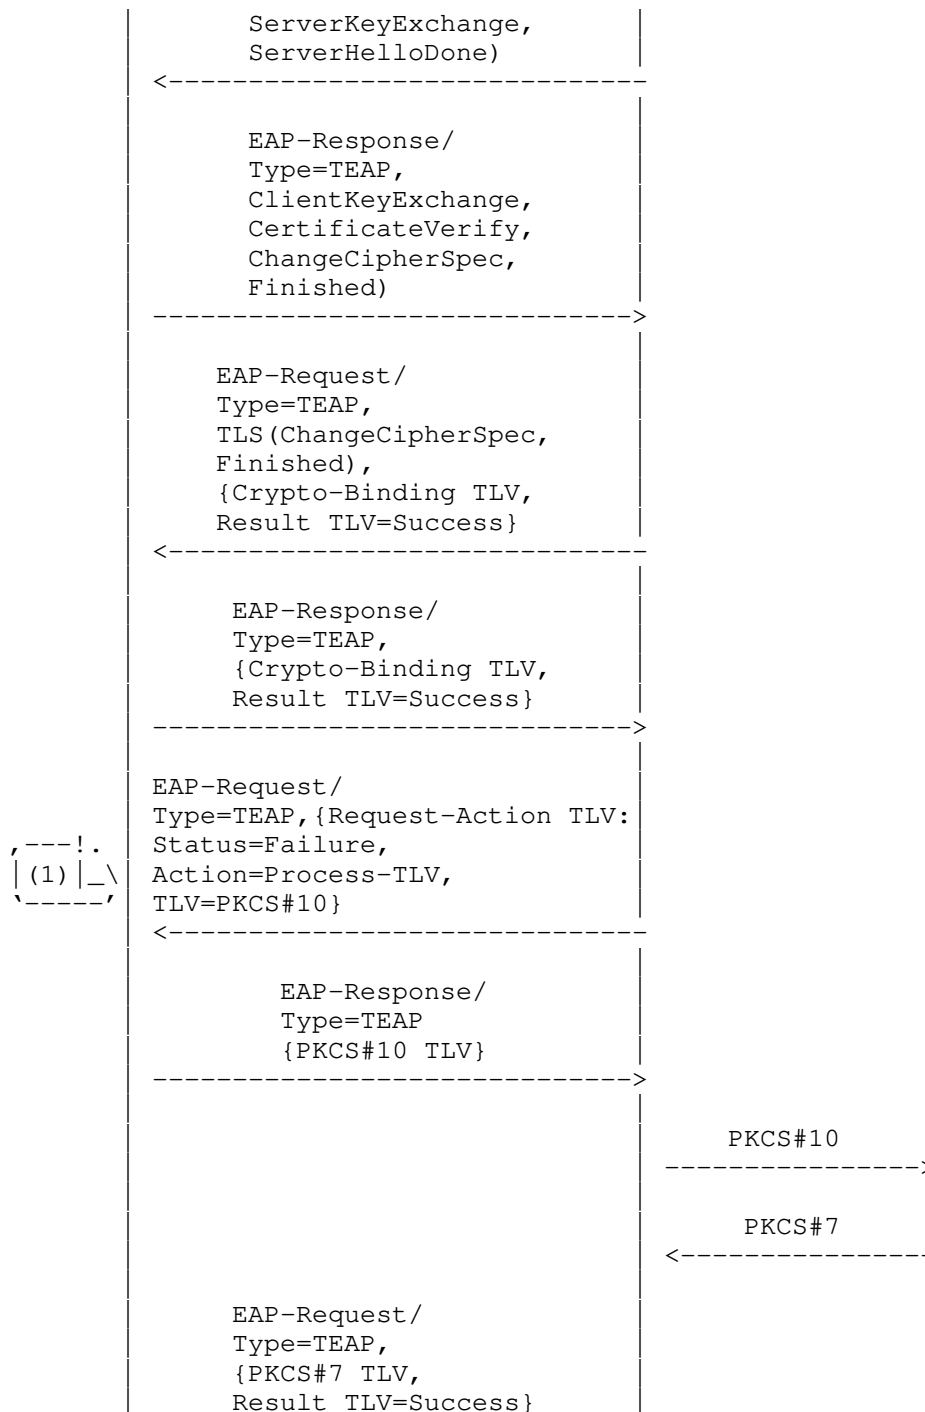 ServerKeyExchange,
ServerHelloDone)
<------------------------------
EAP-Response/
Type=TEAP,
ClientKeyExchange,
CertificateVerify,
ChangeCipherSpec,
Finished)
------------------------------>
EAP-Request/
Type=TEAP,
TLS(ChangeCipherSpec,
Finished),
{Crypto-Binding TLV,
Result TLV=Success}
<------------------------------
EAP-Response/
Type=TEAP,
{Crypto-Binding TLV,
Result TLV=Success}
------------------------------>
EAP-Request/
Type=TEAP,{Request-Action TLV:
,---!. Status=Failure,
|(1)|_\ Action=Process-TLV,
‘-----’ TLV=PKCS#10}
<------------------------------
EAP-Response/
Type=TEAP
{PKCS#10 TLV}
------------------------------>
PKCS#10
---------------->
PKCS#7
<----------------
EAP-Request/
Type=TEAP,
{PKCS#7 TLV,
Result TLV=Success}